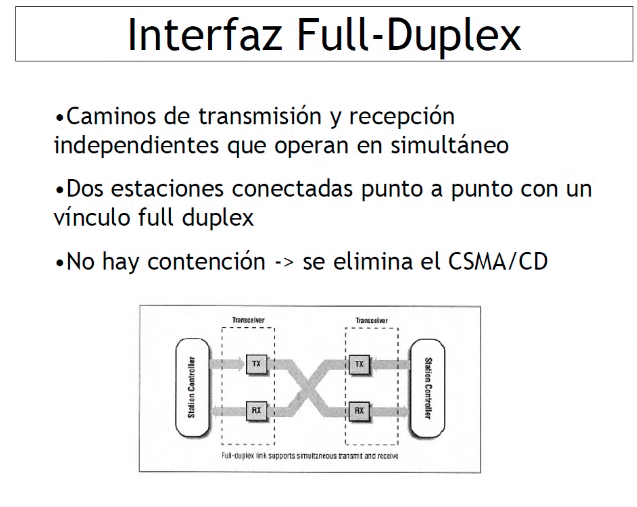 Interfaz Full-Duplex
•Caminos de transmisión y recepción
independientes que operan en simultáneo
•Dos estaciones conectadas punto a punto con un
vínculo full duplex
•No hay contención -> se elimina el CSMA/CD
Transceiver
Transceiver
Station Controller
TX
TX
Station Controller
RX
RX
Full-duplex link supports simultaneous transmit and receive